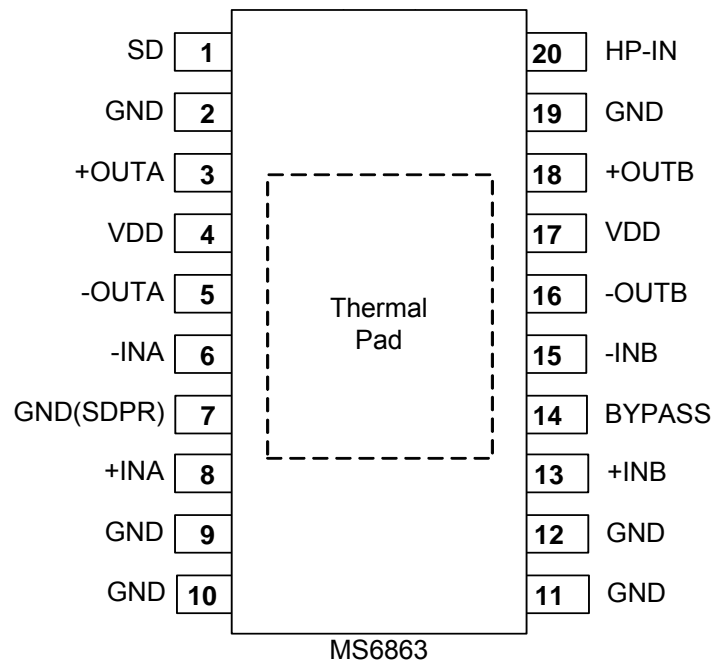 SD 1 20 HP-IN
GND 2 19 GND
+OUTA 3 18 +OUTB
VDD 4 17 VDD
-OUTA 5 16 -OUTB
-INA 6 15 -INB
GND(SDPR) 7 14 BYPASS
+INA 8 13 +INB
GND 9 12 GND
GND 10 11 GND
Thermal
Pad
MS6863